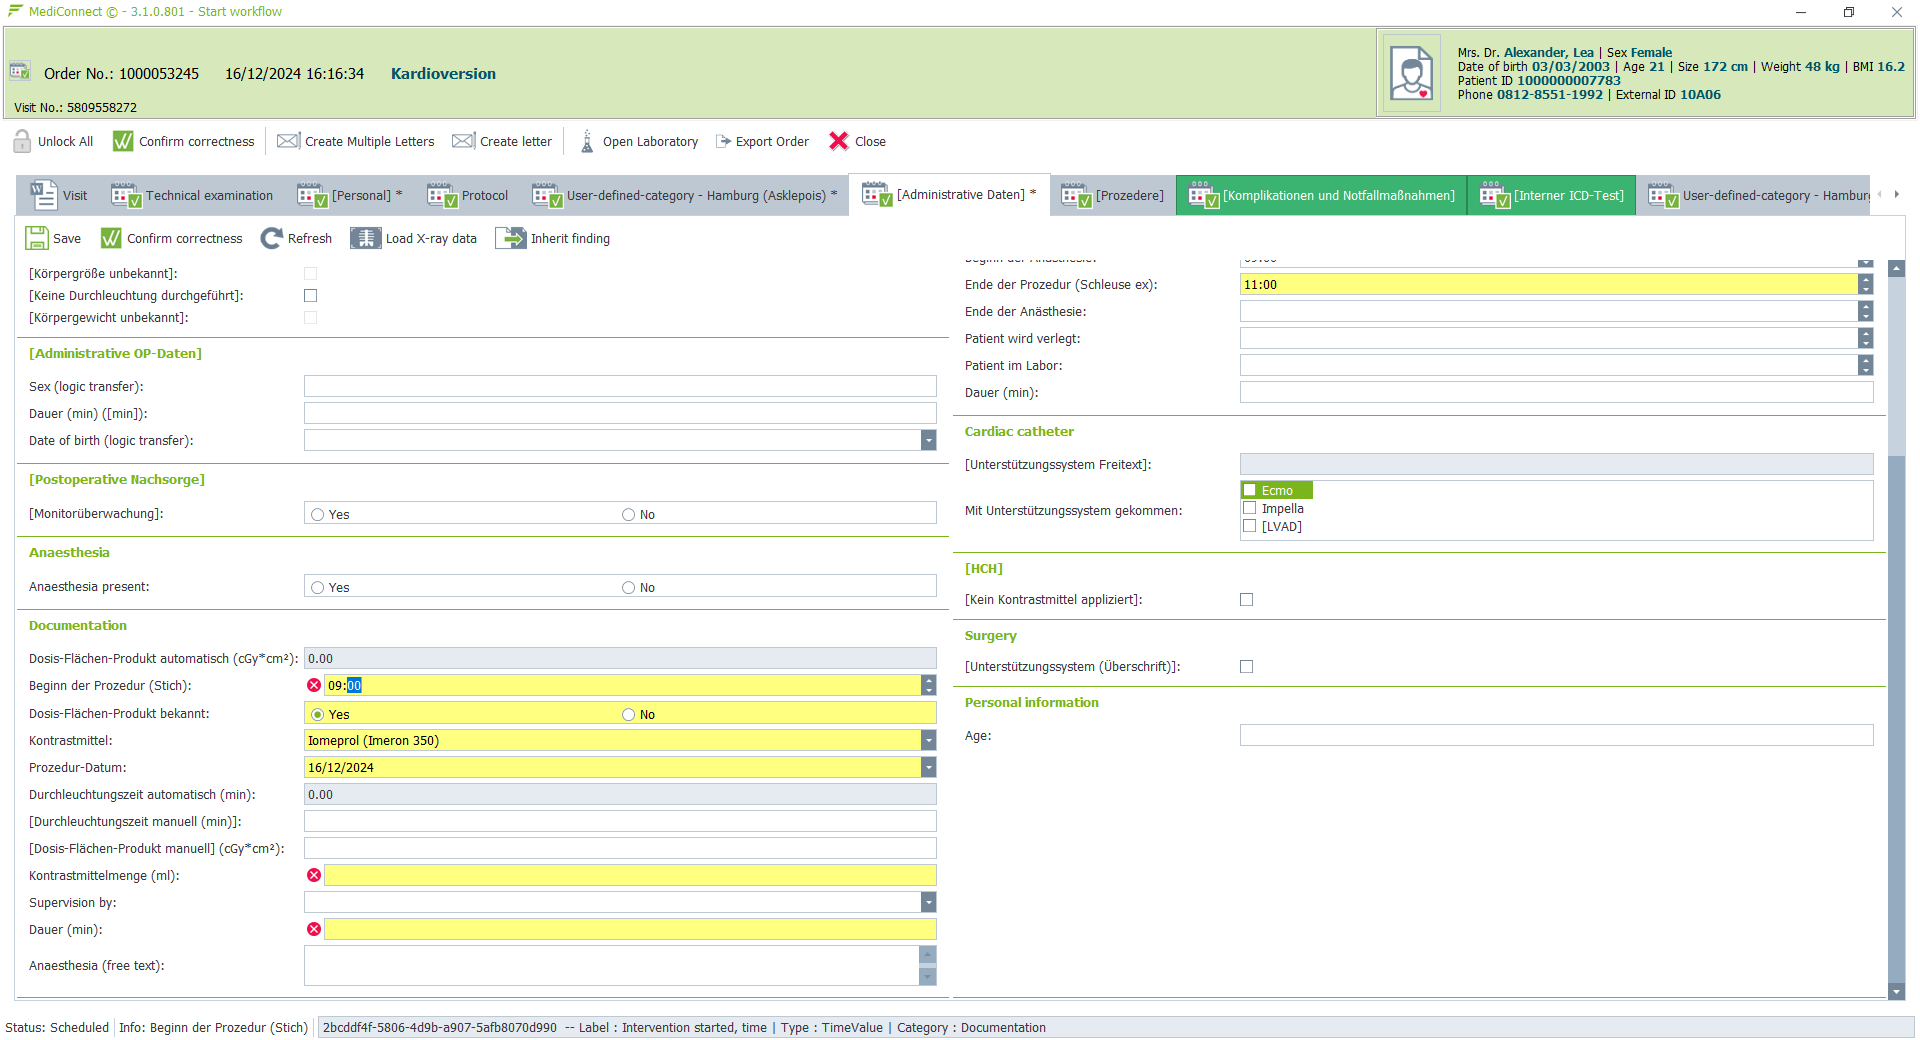 MediConnect © - 3.1.0.801 - Start workflow
Order No.: 1000053245 16/12/2024 16:16:34 Kardioversion
Visit No.: 5809558272
Mrs. Dr. Alexander, Lea | Sex Female
Date of birth 03/03/2003 | Age 21 | Size 172 cm | Weight 48 kg | BMI 16.2
Patient ID 1000000007783
Phone 0812-8551-1992 | External ID 10A06
Unlock All Confirm correctness Create Multiple Letters Create letter Open Laboratory Export Order Close
Visit Technical examination [Personal] * Protocol User-defined-category - Hamburg (Asklepois) * [Administrative Daten] * [Prozedere] [Komplikationen und Notfallmaßnahmen] [Interner ICD-Test] User-defined-category - Hamburg
Save Confirm correctness Refresh Load X-ray data Inherit finding
[Körpergröße unbekannt]:
[Keine Durchleuchtung durchgeführt]:
[Körpergewicht unbekannt]:
[Administrative OP-Daten]
Sex (logic transfer):
Dauer (min) ([min]):
Date of birth (logic transfer):
[Postoperative Nachsorge]
[Monitorüberwachung]: Yes No
Anaesthesia
Anaesthesia present: Yes No
Documentation
Dosis-Flächen-Produkt automatisch (cGy*cm²): 0.00
Beginn der Prozedur (Stich): 09:00
Dosis-Flächen-Produkt bekannt: Yes No
Kontrastmittel: Iomeprol (Imeron 350)
Prozedur-Datum: 16/12/2024
Durchleuchtungszeit automatisch (min): 0.00
[Durchleuchtungszeit manuell (min)]:
[Dosis-Flächen-Produkt manuell] (cGy*cm²):
Kontrastmittelmenge (ml):
Supervision by:
Dauer (min):
Anaesthesia (free text):
Beginn der Anästhesie: 09:00
Ende der Prozedur (Schleuse ex): 11:00
Ende der Anästhesie:
Patient wird verlegt:
Patient im Labor:
Dauer (min):
Cardiac catheter
[Unterstützungssystem Freitext]:
Mit Unterstützungssystem gekommen:
Ecmo
Impella
[LVAD]
[HCH]
[Kein Kontrastmittel appliziert]:
Surgery
[Unterstützungssystem (Überschrift)]:
Personal information
Age:
Status: Scheduled Info: Beginn der Prozedur (Stich) 2bcddf4f-5806-4d9b-a907-5afb8070d990 -- Label : Intervention started, time | Type : TimeValue | Category : Documentation